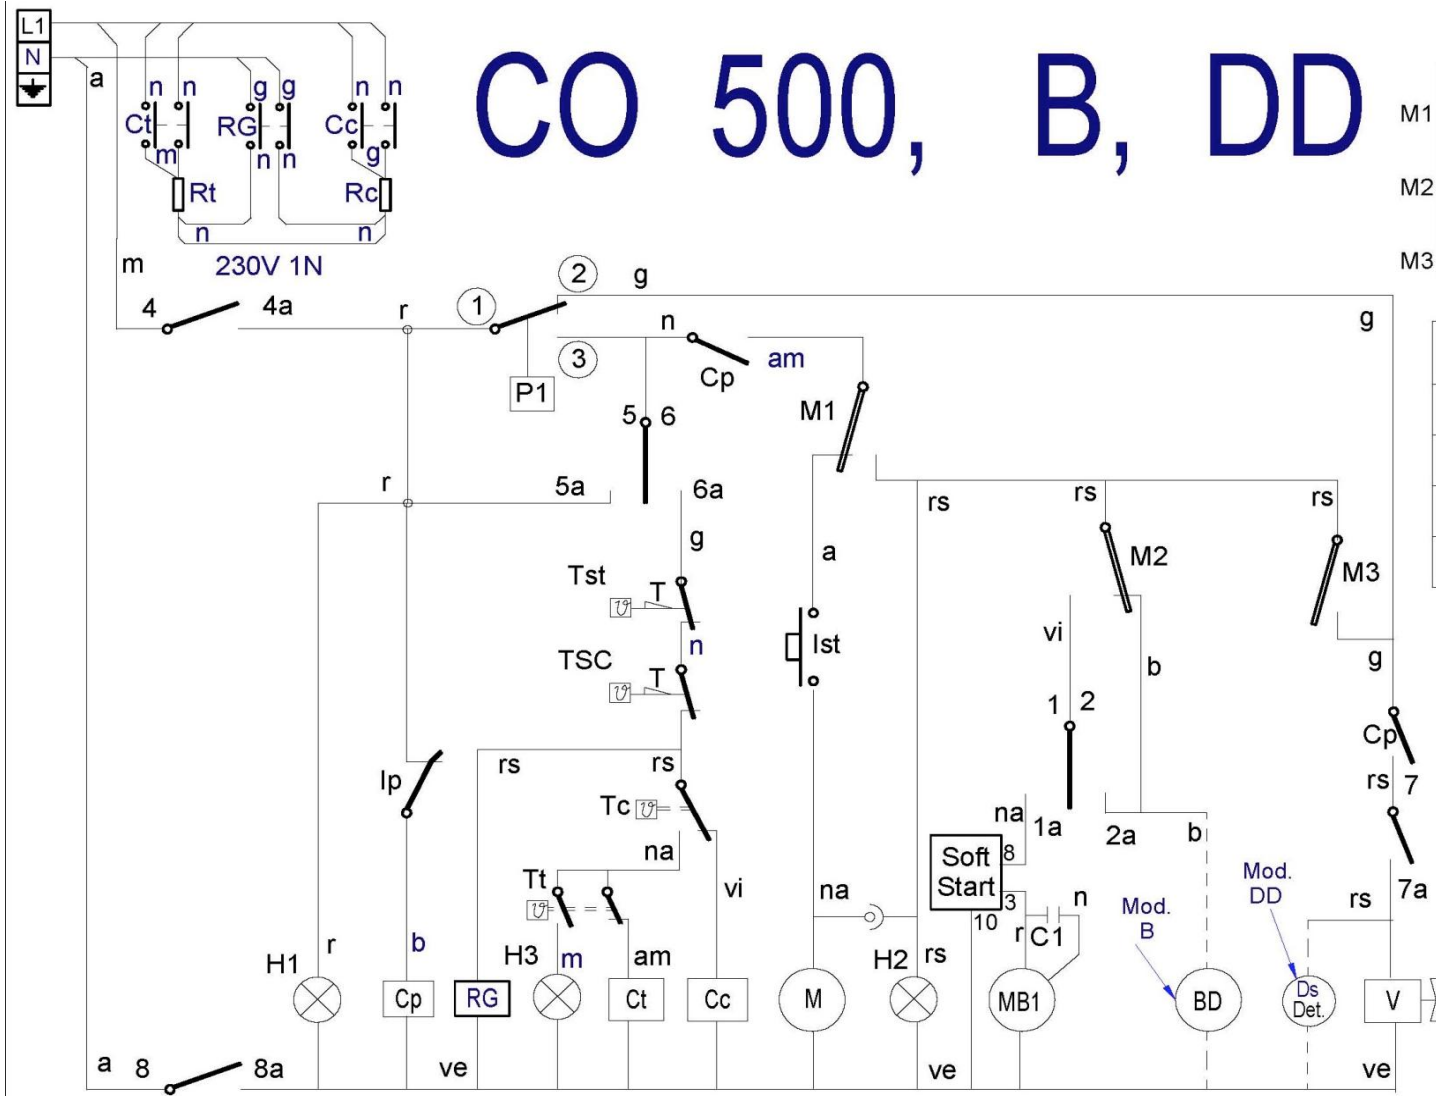 L1
N
CO 500, B, DD
a
n n g g n n
Ct RG Cc
M1
m n n g
Rt Rc
M2
n n
m 230V 1N
M3
4 4a r 1 2 g
g
n
3 Cp am
P1
M1
5 6
r 5a 6a
rs rs rs
g
a M2 M3
Tst T
ϑ
vi
n Ist
TSC T
ϑ
b g
1 2
Cp
Ip rs rs
rs 7
Tc ϑ
na 1a 2a b
na
Soft
Start
8
3
10
Mod.
DD
Tt
ϑ
vi na
n
Mod.
B
rs 7a
r b
H1 H3 m am H2 rs r C1
Cp RG Ct Cc M MB1 BD
Ds
Det.
V
a 8 8a ve ve ve